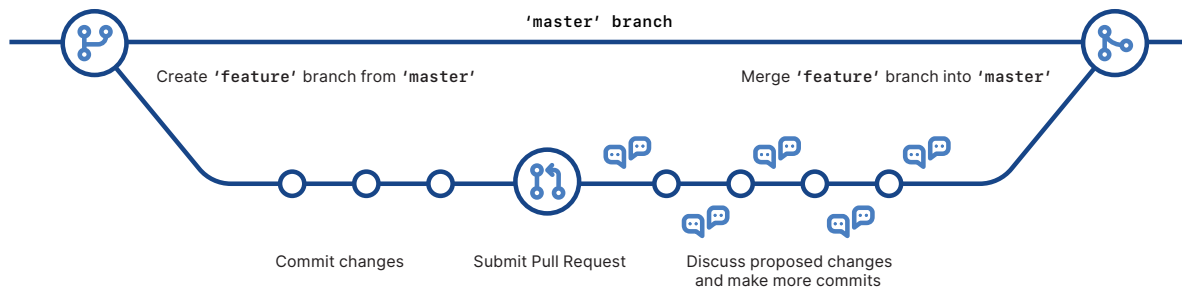 ‘master‘ branch
Create ‘feature‘ branch from ‘master‘
Merge ‘feature‘ branch into ‘master‘
Commit changes
Submit Pull Request
Discuss proposed changes
and make more commits